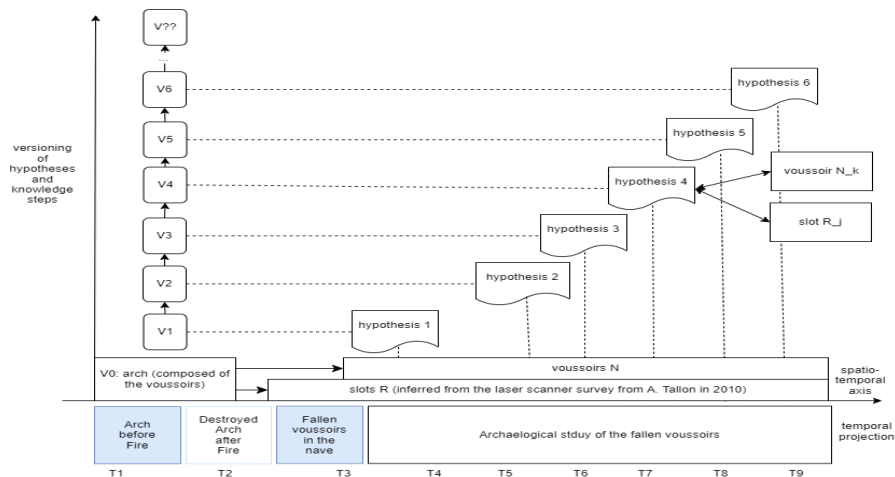 V??
...
V6
hypothesis 6
V5
hypothesis 5
versioning
of
hypotheses
and
knowledge
steps
V4
hypothesis 4
voussoir N_k
slot R_j
V3
hypothesis 3
V2
hypothesis 2
V1
hypothesis 1
V0: arch (composed of
the voussoirs)
voussoirs N
slots R (inferred from the laser scanner survey from A. Tallon in 2010)
spatio-
temporal
axis
Arch
before
Fire
Destroyed
Arch
after
Fire
Fallen
voussoirs
in the
nave
Archaelogical stduy of the fallen voussoirs
temporal
projection
T1 T2 T3 T4 T5 T6 T7 T8 T9